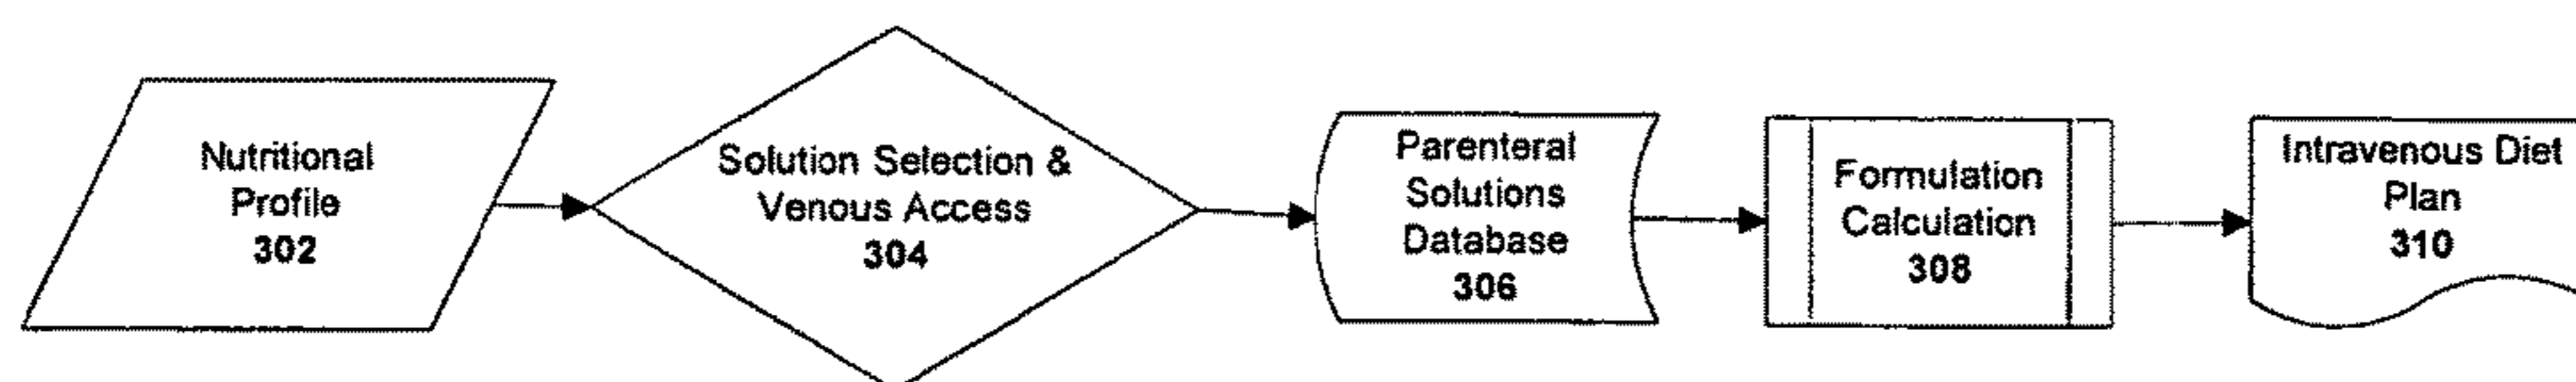 Nutritional
Profile
302
Solution Selection &
Venous Access
304
Parenteral
Solutions
Database
306
Formulation
Calculation
308
Intravenous Diet
Plan
310